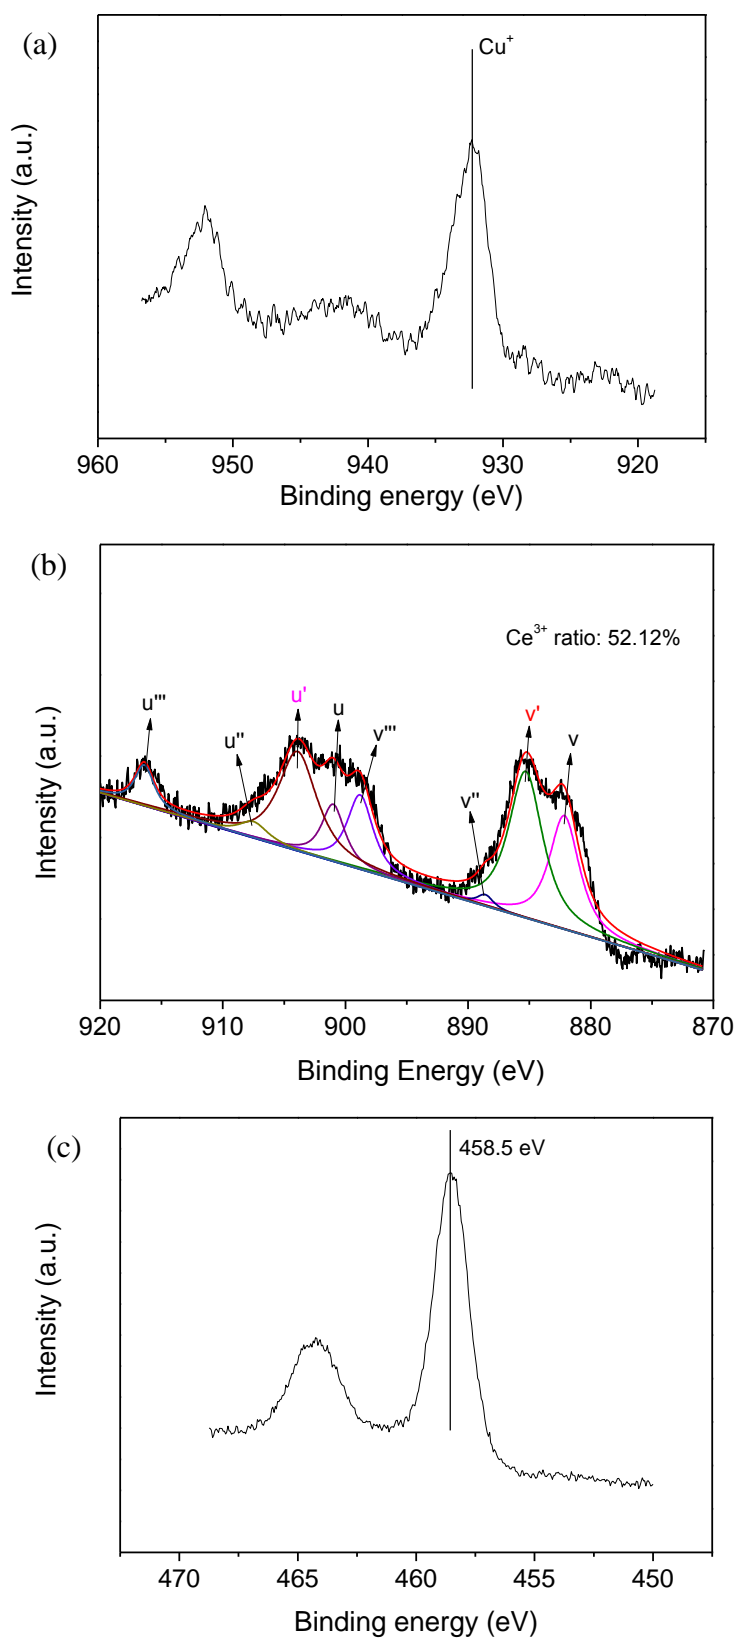 (a)
Cu⁺
Intensity (a.u.)
960 950 940 930 920
Binding energy (eV)
(b)
Ce³⁺ ratio: 52.12%
u''' u'' u' u v''' v'' v' v
Intensity (a.u.)
920 910 900 890 880 870
Binding Energy (eV)
(c)
458.5 eV
Intensity (a.u.)
470 465 460 455 450
Binding energy (eV)